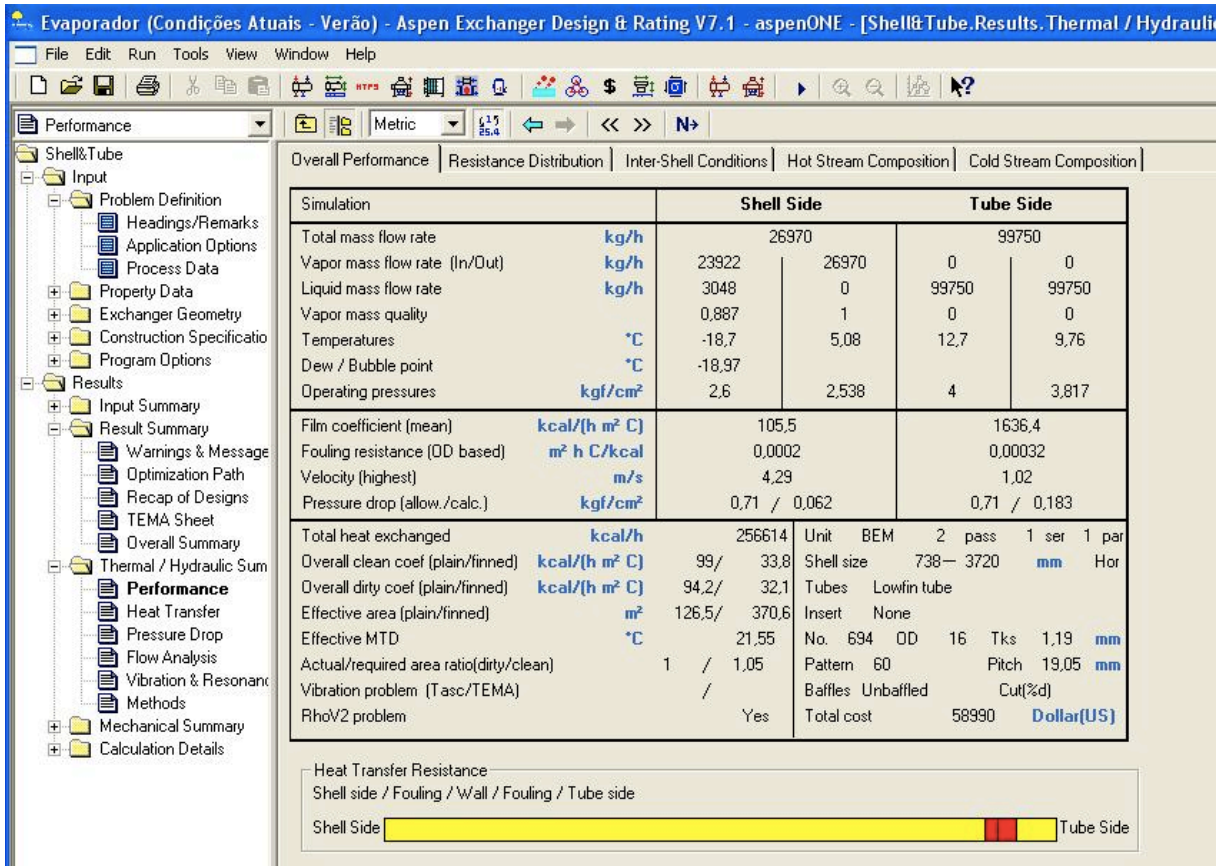 Evaporador (Condições Atuais - Verão) - Aspen Exchanger Design & Rating V7.1 - aspenONE - [Shell&Tube.Results.Thermal / Hydraulic
File Edit Run Tools View Window Help
Performance Metric N→
Shell&Tube
Input
Problem Definition
Headings/Remarks
Application Options
Process Data
Property Data
Exchanger Geometry
Construction Specificatio
Program Options
Results
Input Summary
Result Summary
Warnings & Message
Optimization Path
Recap of Designs
TEMA Sheet
Overall Summary
Thermal / Hydraulic Sum
Performance
Heat Transfer
Pressure Drop
Flow Analysis
Vibration & Resonanc
Methods
Mechanical Summary
Calculation Details
Overall Performance Resistance Distribution Inter-Shell Conditions Hot Stream Composition Cold Stream Composition
Simulation Shell Side Tube Side
Total mass flow rate kg/h 26970 99750
Vapor mass flow rate (In/Out) kg/h 23922 26970 0 0
Liquid mass flow rate kg/h 3048 0 99750 99750
Vapor mass quality 0,887 1 0 0
Temperatures °C -18,7 5,08 12,7 9,76
Dew / Bubble point °C -18,97
Operating pressures kgf/cm² 2,6 2,538 4 3,817
Film coefficient (mean) kcal/(h m² C) 105,5 1636,4
Fouling resistance (OD based) m² h C/kcal 0,0002 0,00032
Velocity (highest) m/s 4,29 1,02
Pressure drop (allow./calc.) kgf/cm² 0,71 / 0,062 0,71 / 0,183
Total heat exchanged kcal/h 256614 Unit BEM 2 pass 1 ser 1 par
Overall clean coef (plain/finned) kcal/(h m² C) 99/ 33,8 Shell size 738— 3720 mm Hor
Overall dirty coef (plain/finned) kcal/(h m² C) 94,2/ 32,1 Tubes Lowfin tube
Effective area (plain/finned) m² 126,5/ 370,6 Insert None
Effective MTD °C 21,55 No. 694 OD 16 Tks 1,19 mm
Actual/required area ratio(dirty/clean) 1 / 1,05 Pattern 60 Pitch 19,05 mm
Vibration problem (Tasc/TEMA) / Baffles Unbaffled Cut(%d)
RhoV2 problem Yes Total cost 58990 Dollar(US)
Heat Transfer Resistance
Shell side / Fouling / Wall / Fouling / Tube side
Shell Side Tube Side